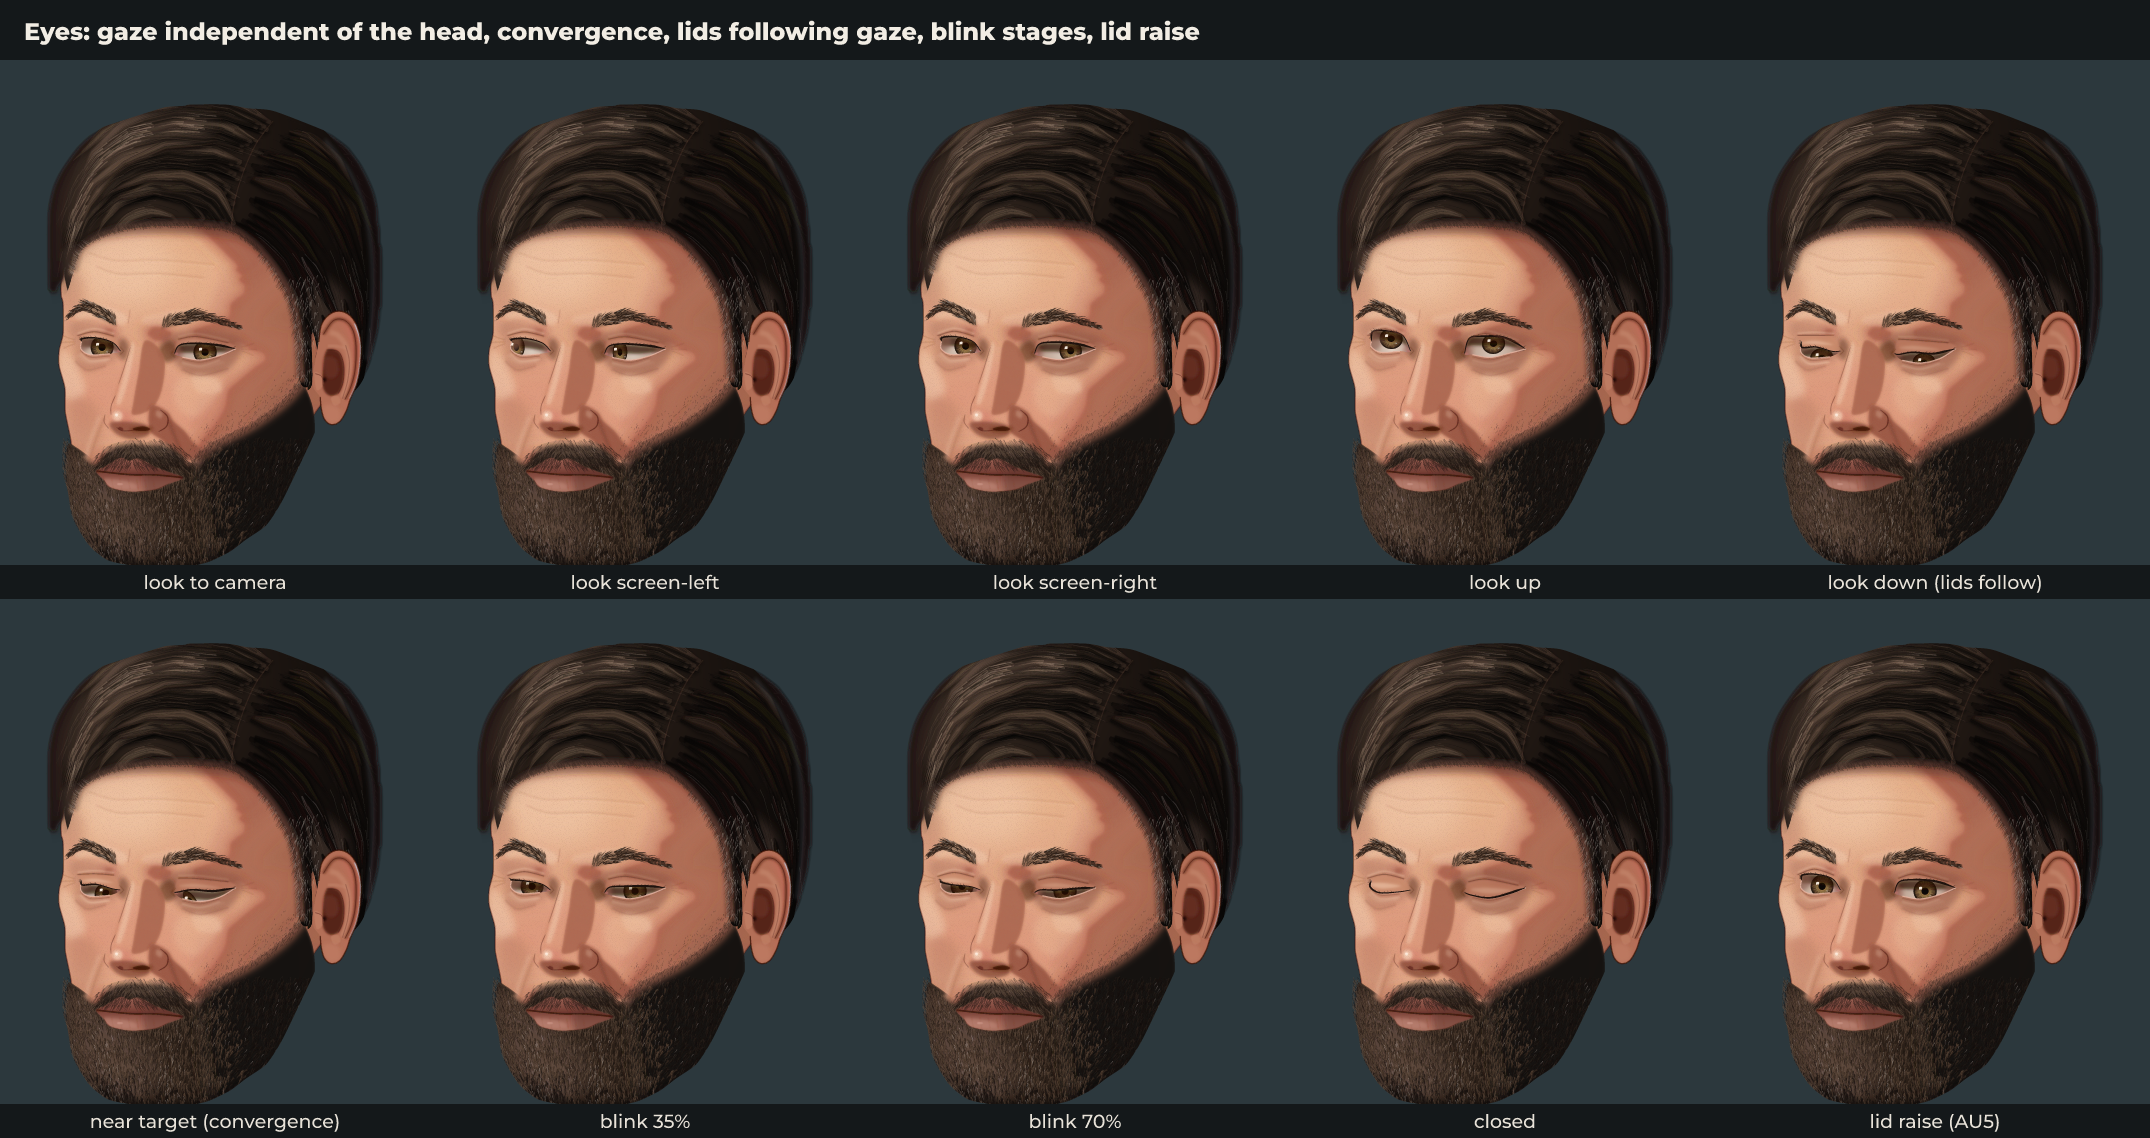 Eyes: gaze independent of the head, convergence, lids following gaze, blink stages, lid raise
look to camera
look screen-left
look screen-right
look up
look down (lids follow)
near target (convergence)
blink 35%
blink 70%
closed
lid raise (AU5)